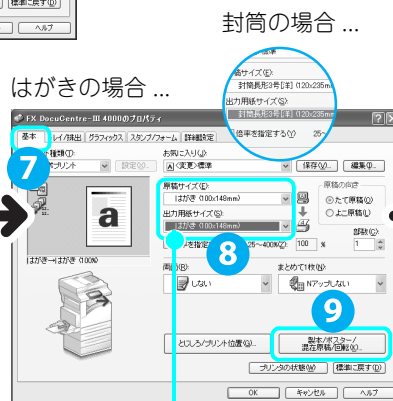 標準に戻す(D)
ヘルプ
封筒の場合 ...
標準
稿サイズ(E):
封筒長形3号[洋] (120x235mm
出力用紙サイズ(G):
封筒長形3号[洋] (120x235mm
倍率を指定する(Y) 25~
はがきの場合 ...
FX DocuCentre-III 4000のプロパティ
基本 レイ/排出 グラフィックス スタンプ/フォーム 詳細設定
7
種類(T): お気に入り(J):
プリント 設定(Q)... <変更>標準 保存(V)... 編集(I)...
原稿サイズ(E): 原稿の向き
はがき (100x148mm) たて原稿(O)
出力用紙サイズ(G): よこ原稿(L)
はがき (100x148mm)
a
部数(C):
率を指定 25~400%(Z): 100 % 1
8
はがき→はがき (100%)
両面(R): まとめて1枚(N):
しない Nアップしない
9
とじしろ/プリント位置(G)... 製本/ポスター/
混在原稿/回転(K)...
プリンタの状態(W) 標準に戻す(D)
OK キャンセル ヘルプ